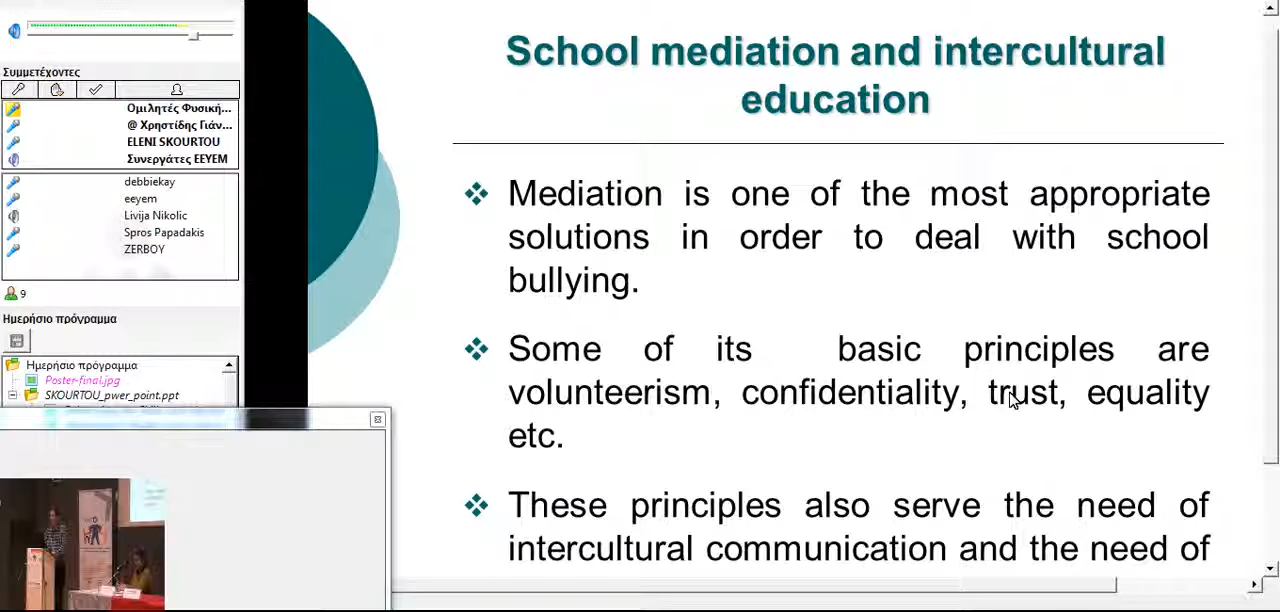 Συμμετέχοντες
Ομιλητές Φυσική...
@ Χρηστίδης Γιάν...
ELENI SKOURTOU
Συνεργάτες ΕΕΥΕΜ
debbiekay
eeyem
Livija Nikolic
Spros Papadakis
ZERBOY
9
Ημερήσιο πρόγραμμα
Ημερήσιο πρόγραμμα
Poster-final.jpg
SKOURTOU_pwer_point.ppt
School mediation and intercultural
education
Mediation is one of the most appropriate
solutions in order to deal with school
bullying.
Some of its basic principles are
volunteerism, confidentiality, trust, equality
etc.
These principles also serve the need of
intercultural communication and the need of